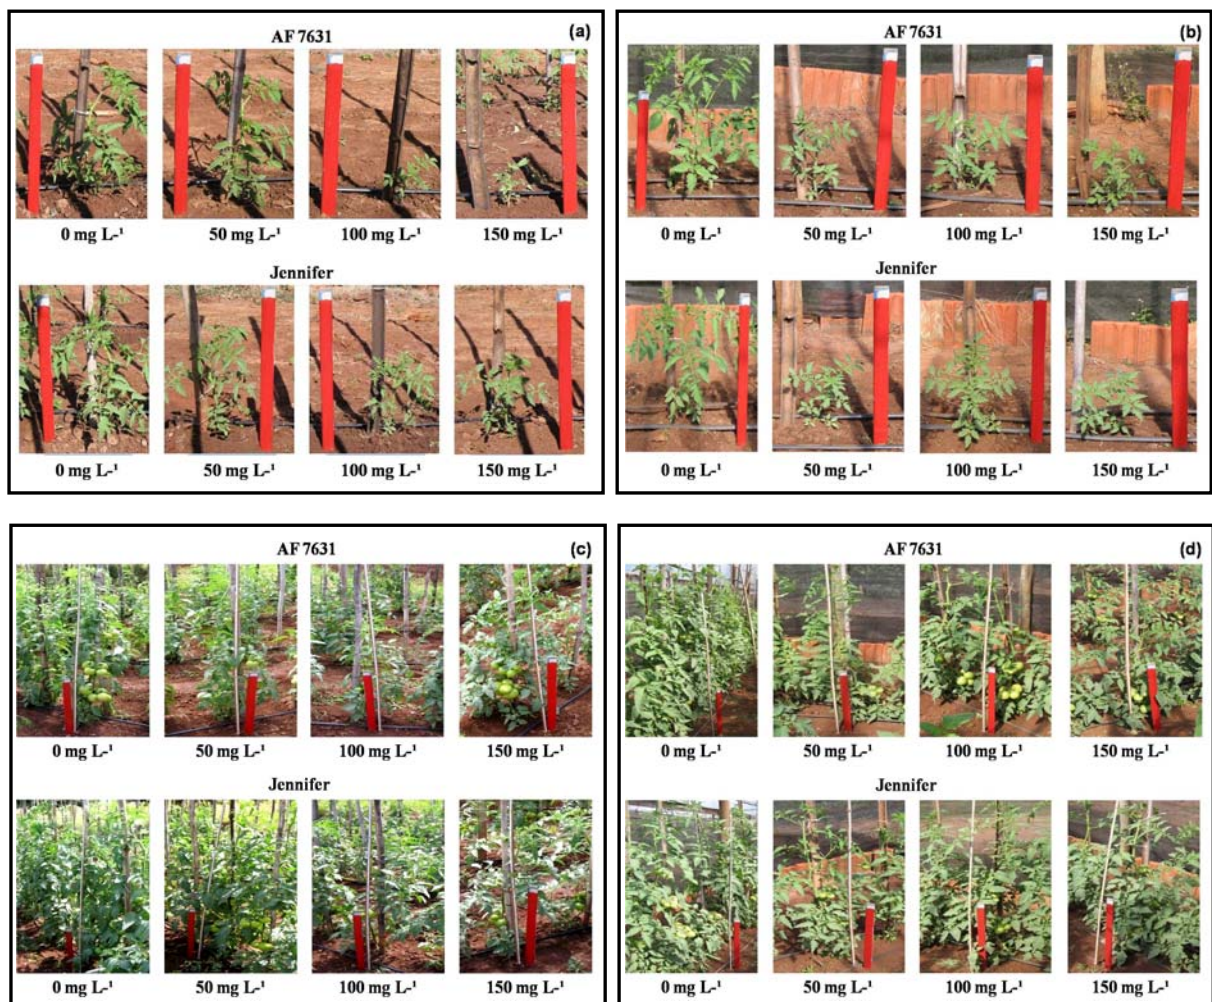 AF 7631
(a)
0 mg L-¹
50 mg L-¹
100 mg L-¹
150 mg L-¹
Jennifer
0 mg L-¹
50 mg L-¹
100 mg L-¹
150 mg L-¹
AF 7631
(b)
0 mg L-¹
50 mg L-¹
100 mg L-¹
150 mg L-¹
Jennifer
0 mg L-¹
50 mg L-¹
100 mg L-¹
150 mg L-¹
AF 7631
(c)
0 mg L-¹
50 mg L-¹
100 mg L-¹
150 mg L-¹
Jennifer
0 mg L-¹
50 mg L-¹
100 mg L-¹
150 mg L-¹
AF 7631
(d)
0 mg L-¹
50 mg L-¹
100 mg L-¹
150 mg L-¹
Jennifer
0 mg L-¹
50 mg L-¹
100 mg L-¹
150 mg L-¹